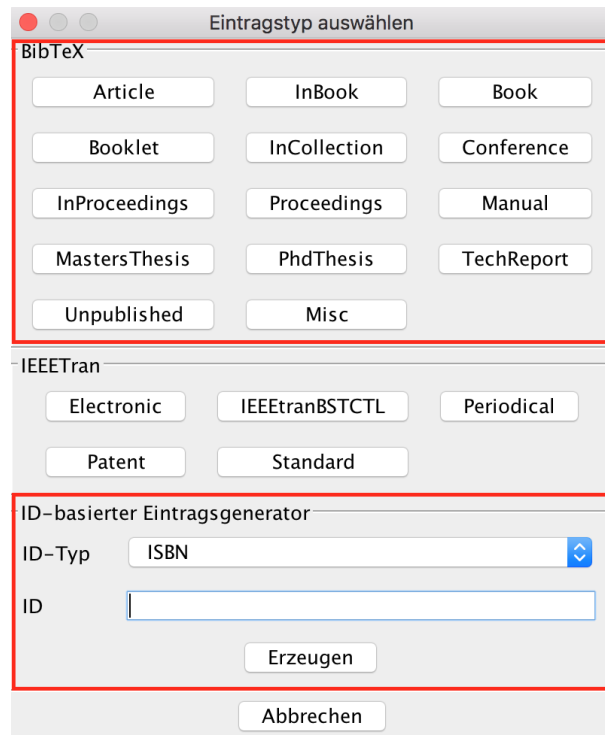 Eintragstyp auswählen
BibTeX
Article InBook Book
Booklet InCollection Conference
InProceedings Proceedings Manual
MastersThesis PhdThesis TechReport
Unpublished Misc
IEEETran
Electronic IEEEtranBSTCTL Periodical
Patent Standard
ID-basierter Eintragsgenerator
ID-Typ ISBN
ID
Erzeugen
Abbrechen